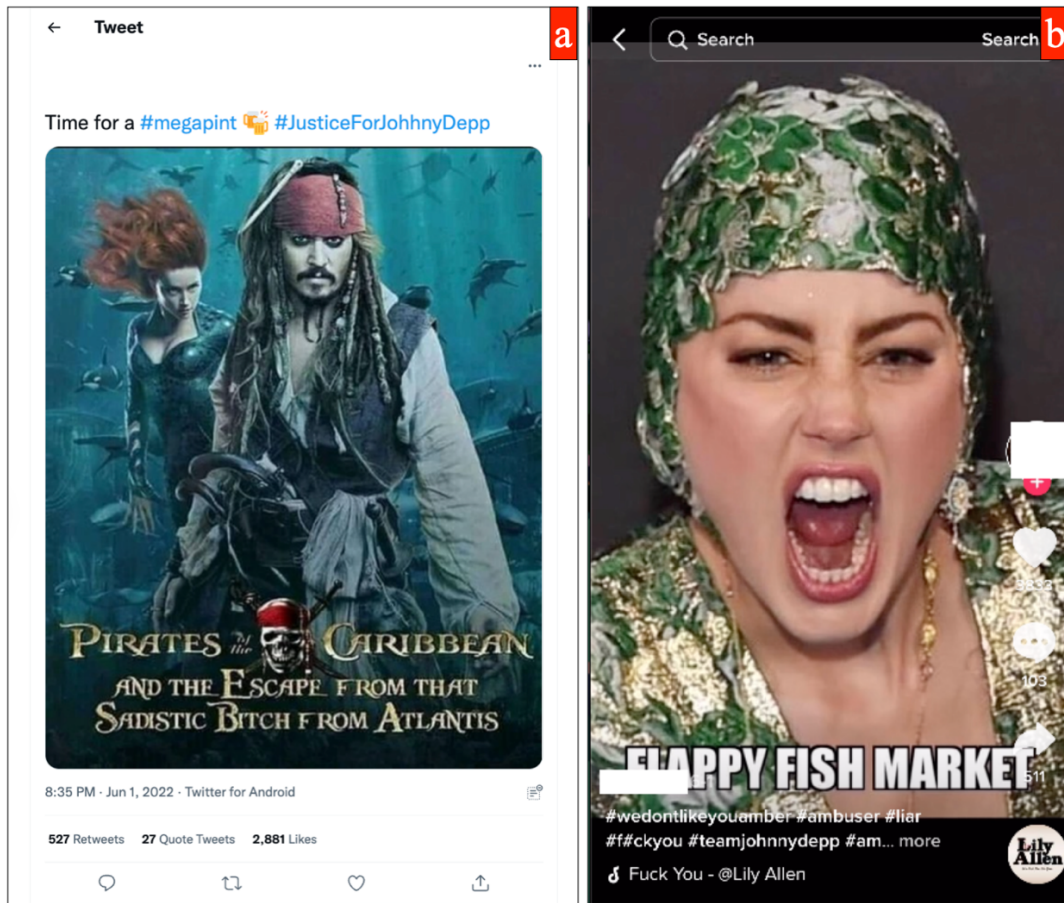 Tweet
a
Time for a #megapint 🍻 #JusticeForJohhnyDepp
PIRATES of the CARIBBEAN
AND THE ESCAPE FROM THAT
SADISTIC BITCH FROM ATLANTIS
8:35 PM · Jun 1, 2022 · Twitter for Android
527 Retweets 27 Quote Tweets 2,881 Likes
Search Search
b
103
FLAPPY FISH MARKET
511
#wedontlikeyouamber #ambuser #liar
#f#ckyou #teamjohnnydepp #am... more
Fuck You - @Lily Allen
Lily
Allen